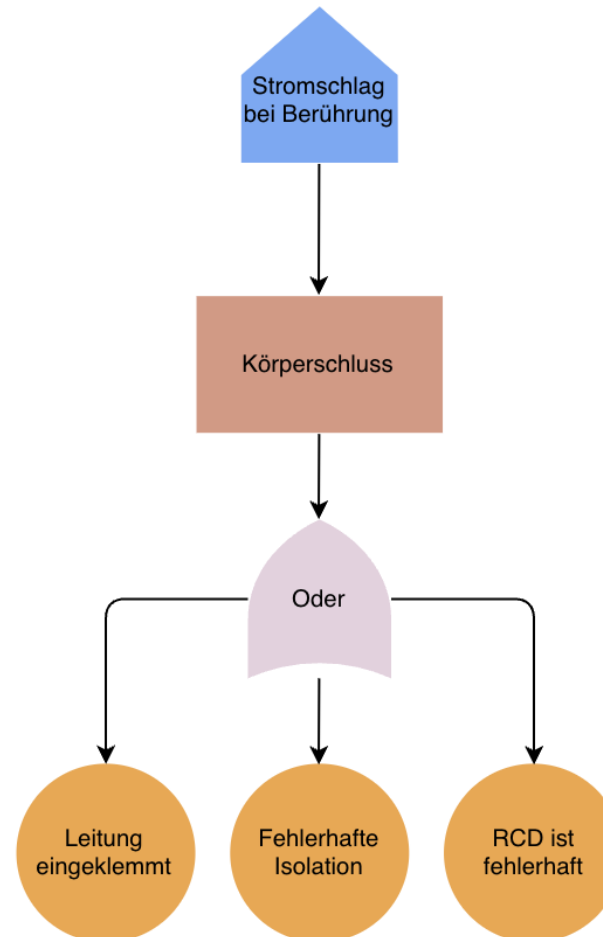 Stromschlag
bei Berührung
Körperschluss
Oder
Leitung
eingeklemmt
Fehlerhafte
Isolation
RCD ist
fehlerhaft